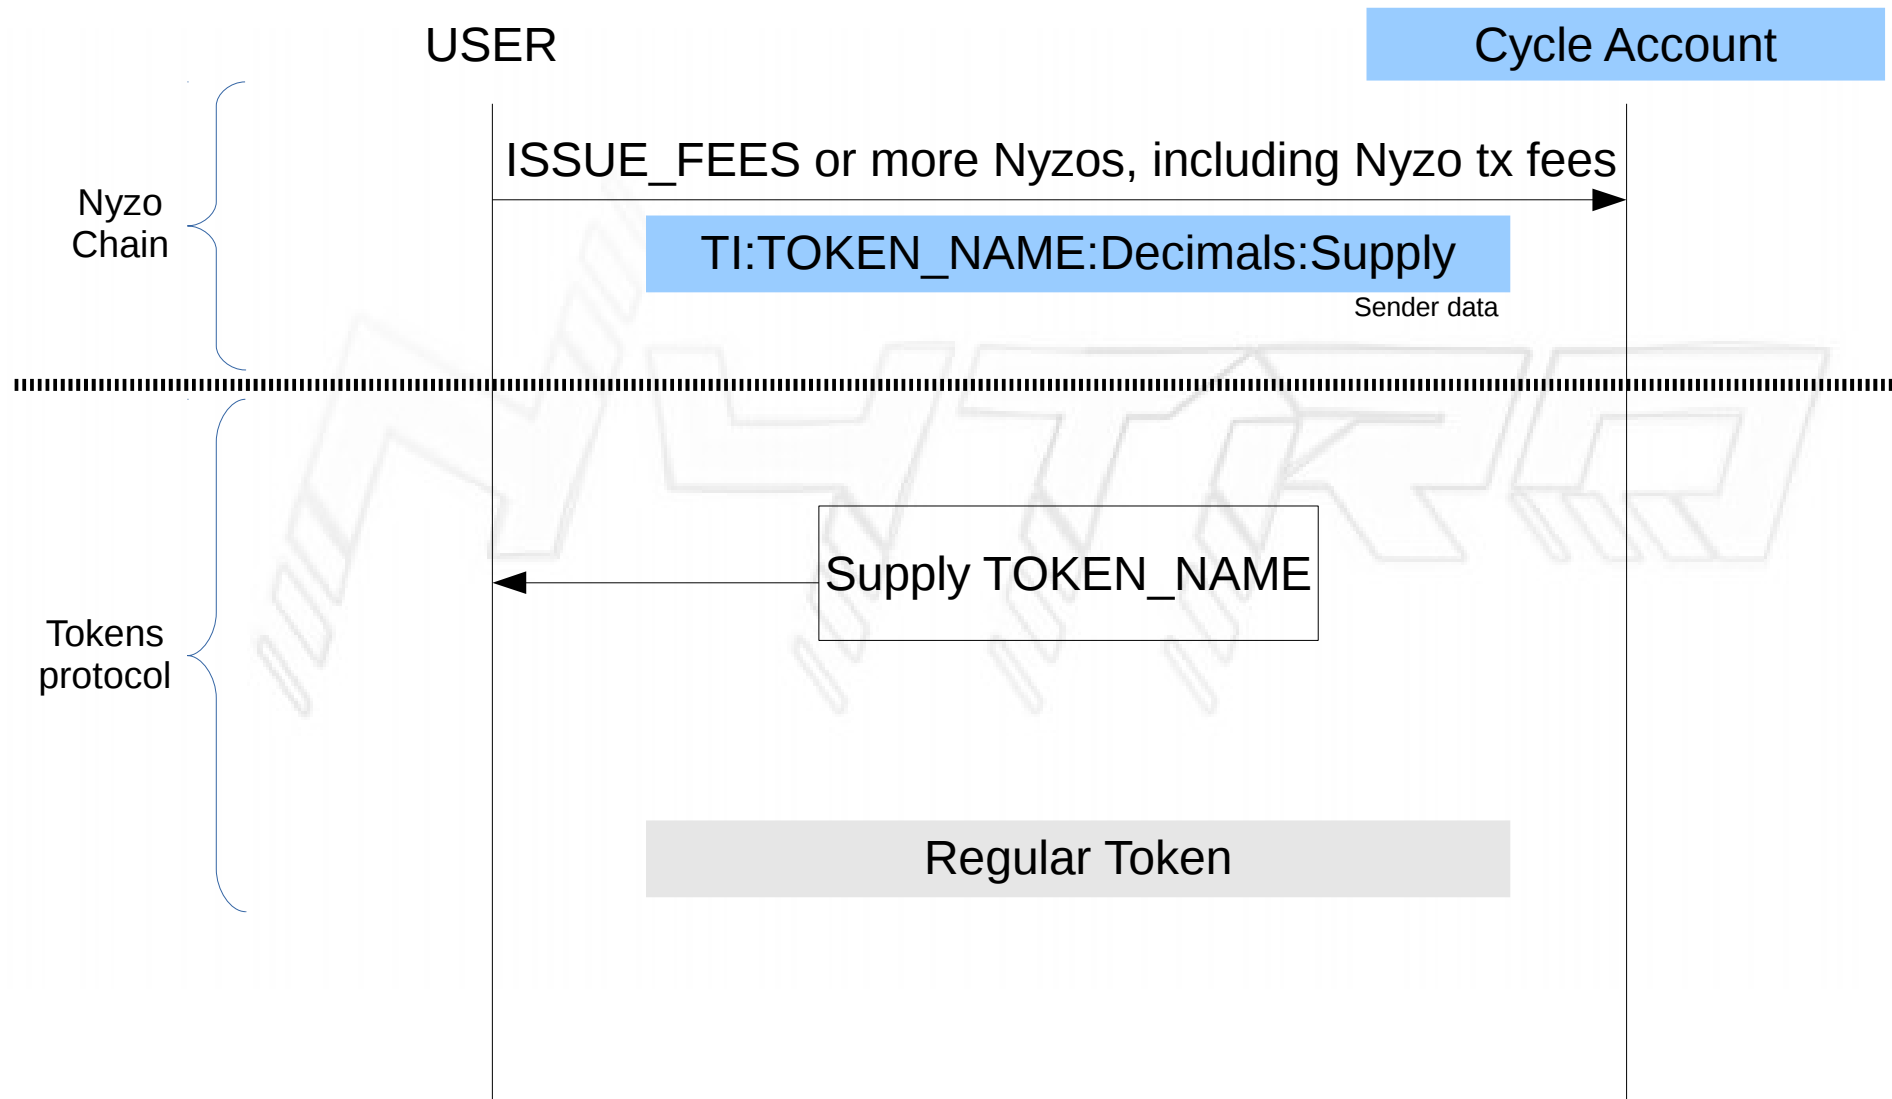 USER
Cycle Account
ISSUE_FEES or more Nyzos, including Nyzo tx fees
Nyzo
Chain
TI:TOKEN_NAME:Decimals:Supply
Sender data
NYTRO
Supply TOKEN_NAME
Tokens
protocol
Regular Token